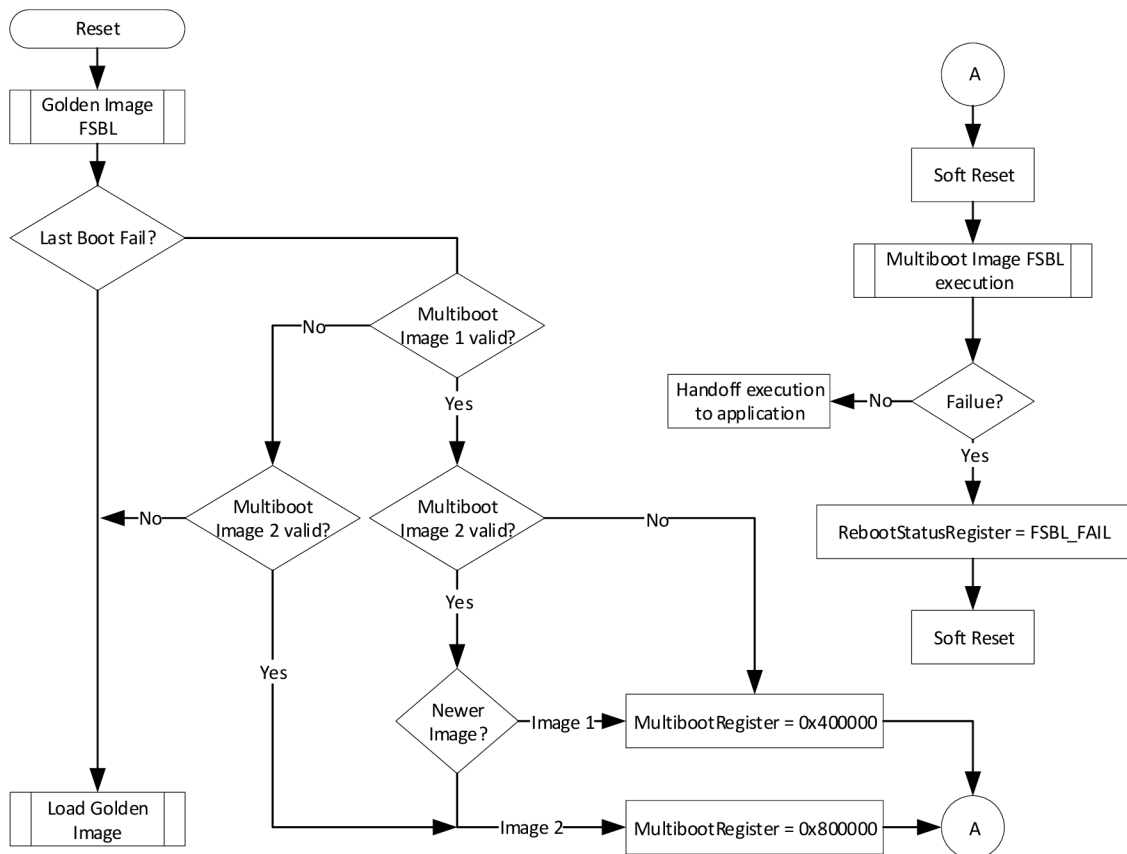 Reset
Golden Image
FSBL
Last Boot Fail?
Multiboot
Image 1 valid?
No
Yes
Multiboot
Image 2 valid?
No
Yes
Multiboot
Image 2 valid?
No
Yes
Newer
Image?
Image 1
MultibootRegister = 0x400000
Load Golden
Image
Image 2
MultibootRegister = 0x800000
A
A
Soft Reset
Multiboot Image FSBL
execution
Failue?
No
Handoff execution
to application
Yes
RebootStatusRegister = FSBL_FAIL
Soft Reset